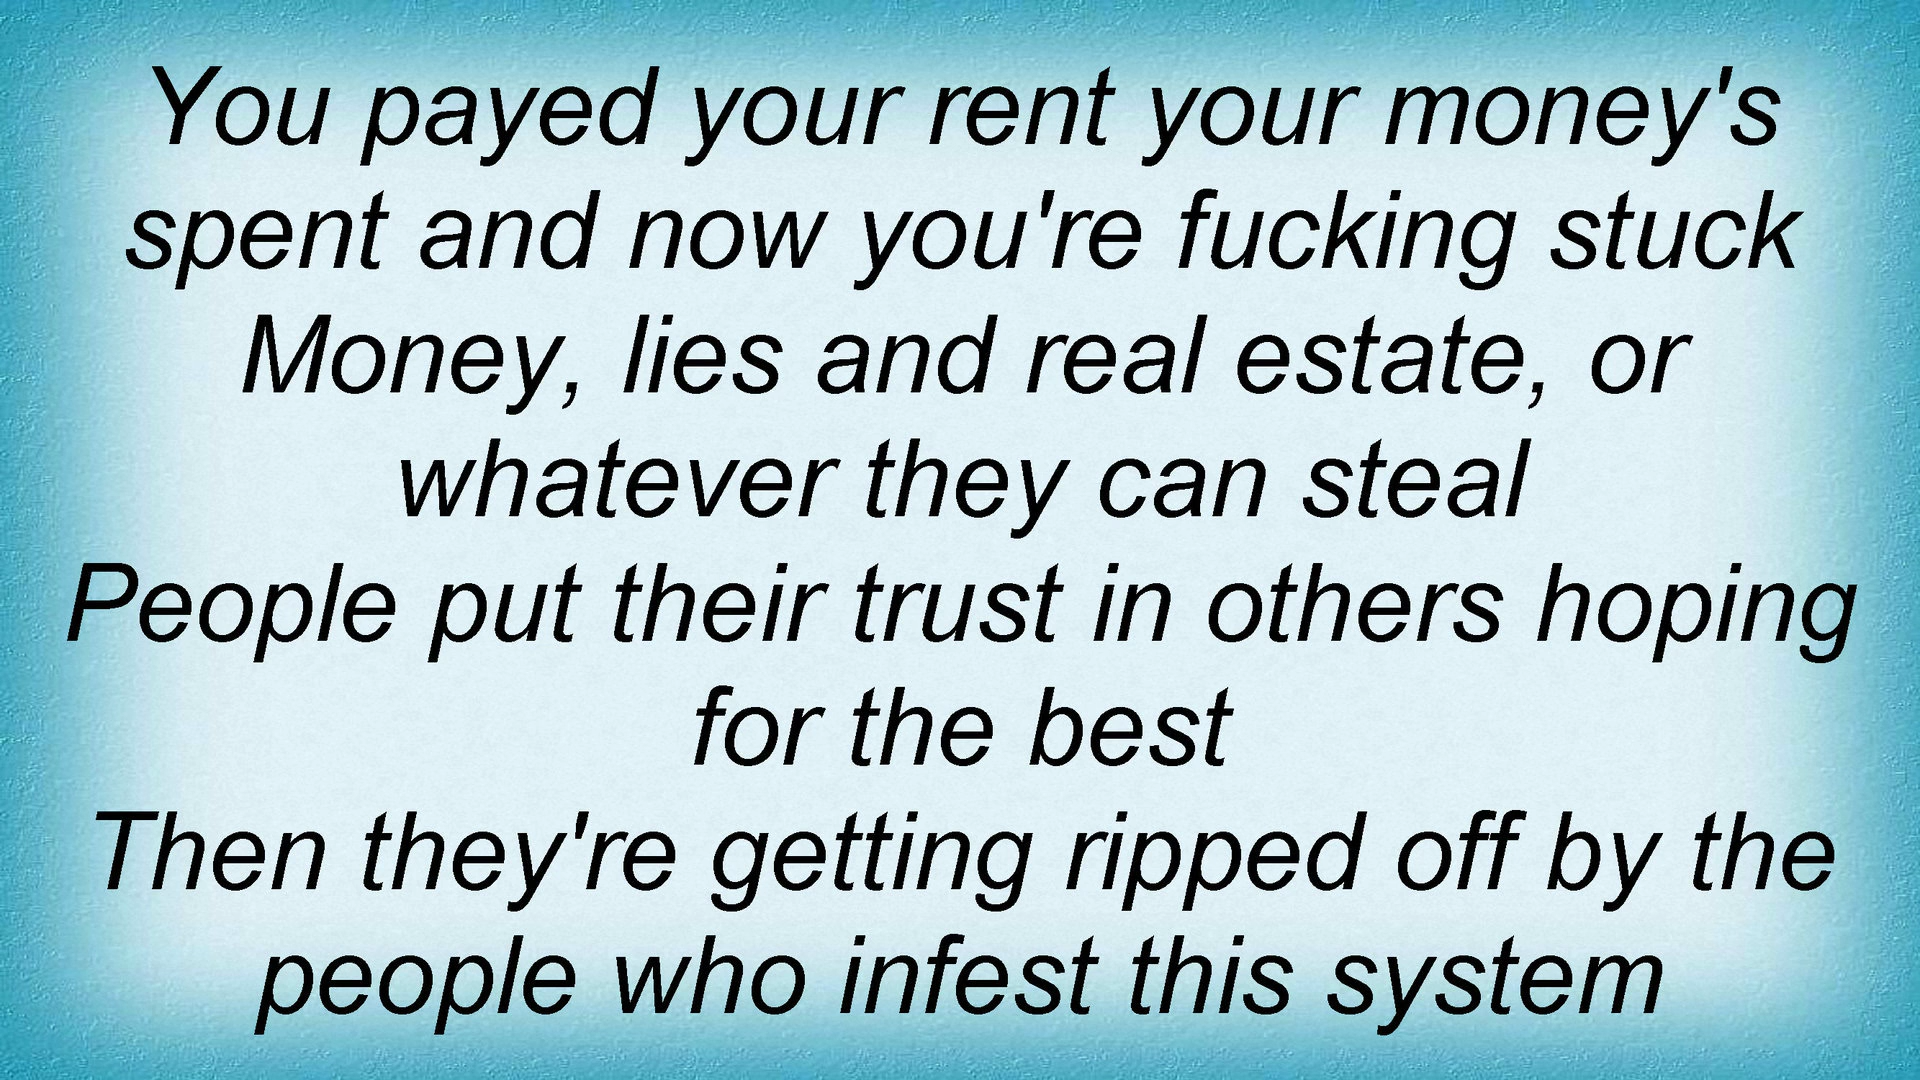 You payed your rent your money's
spent and now you're fucking stuck
Money, lies and real estate, or
whatever they can steal
People put their trust in others hoping
for the best
Then they're getting ripped off by the
people who infest this system